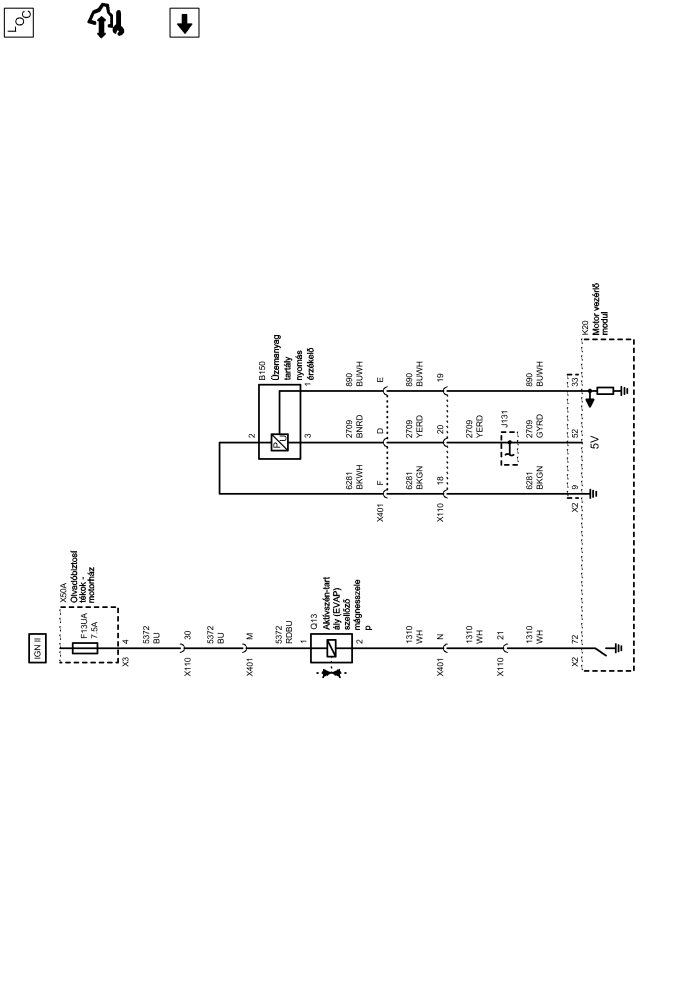 LOC
IGN II
X50A
Olvadóbiztosí
tékok -
motorház
F13UA
7.5A
4
X3
5372
BU
30
X110
5372
BU
M
X401
5372
RDBU
1
Q13
Aktívszén-tart
ály (EVAP)
szellőző
mágnesszele
p
2
1310
WH
N
X401
1310
WH
21
X110
1310
WH
72
X2
B150
Üzemanyag
tartály
nyomás
érzékelő
2
P
U
1
3
890
BUWH
E
890
BUWH
19
890
BUWH
33
2709
BNRD
D
2709
YERD
20
2709
YERD
J131
2709
GYRD
52
5V
6281
BKWH
F
X401
6281
BKGN
18
X110
6281
BKGN
9
X2
K20
Motor vezérlő
modul